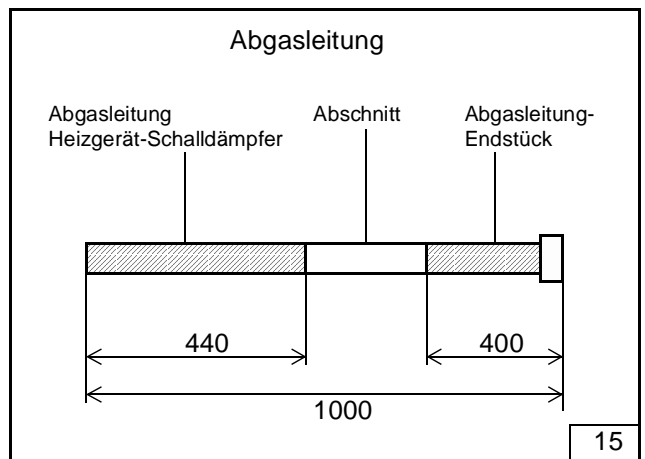 Abgasleitung
Abgasleitung
Heizgerät-Schalldämpfer
Abschnitt
Abgasleitung-
Endstück
440
400
1000
15